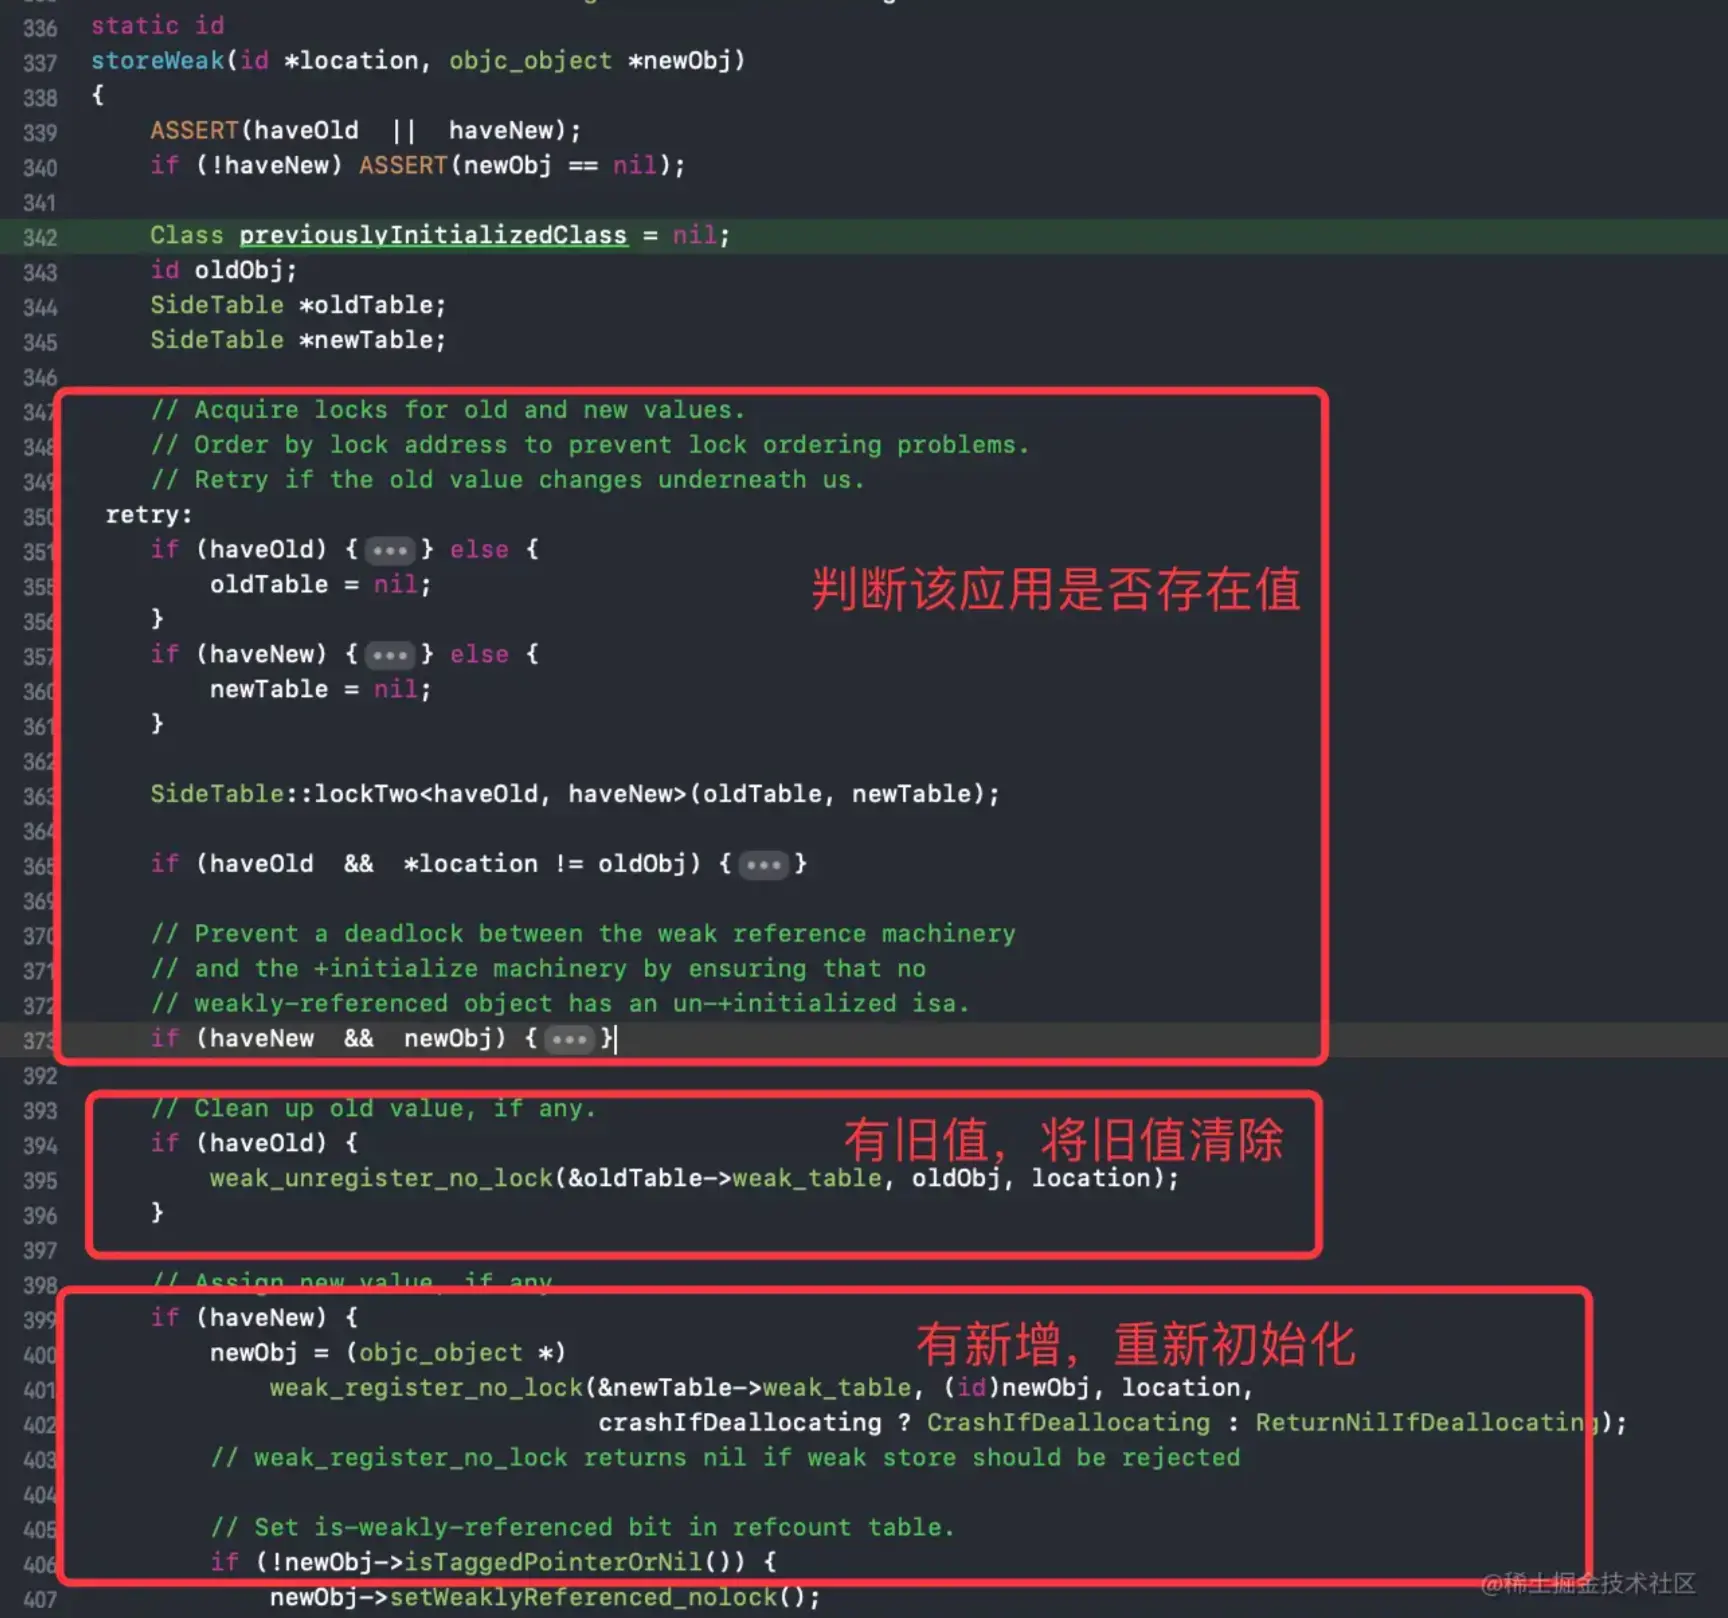 336 static id
337 storeWeak(id *location, objc_object *newObj)
338 {
339 ASSERT(haveOld || haveNew);
340 if (!haveNew) ASSERT(newObj == nil);
341
342 Class previouslyInitializedClass = nil;
343 id oldObj;
344 SideTable *oldTable;
345 SideTable *newTable;
346
347 // Acquire locks for old and new values.
348 // Order by lock address to prevent lock ordering problems.
349 // Retry if the old value changes underneath us.
350 retry:
351 if (haveOld) {•••} else {
355 oldTable = nil;
判断该应用是否存在值
356 }
357 if (haveNew) {•••} else {
360 newTable = nil;
361 }
362
363 SideTable::lockTwo<haveOld, haveNew>(oldTable, newTable);
364
365 if (haveOld && *location != oldObj) {•••}
369
370 // Prevent a deadlock between the weak reference machinery
371 // and the +initialize machinery by ensuring that no
372 // weakly-referenced object has an un-+initialized isa.
373 if (haveNew && newObj) {•••}
392
393 // Clean up old value, if any.
394 if (haveOld) {
有旧值，将旧值清除
395 weak_unregister_no_lock(&oldTable->weak_table, oldObj, location);
396 }
397
398 // Assign new value, if any
399 if (haveNew) {
有新增，重新初始化
400 newObj = (objc_object *)
401 weak_register_no_lock(&newTable->weak_table, (id)newObj, location,
402 crashIfDeallocating ? CrashIfDeallocating : ReturnNilIfDeallocating);
403 // weak_register_no_lock returns nil if weak store should be rejected
404
405 // Set is-weakly-referenced bit in refcount table.
406 if (!newObj->isTaggedPointerOrNil()) {
407 newObj->setWeaklyReferenced_nolock();
@稀土掘金技术社区